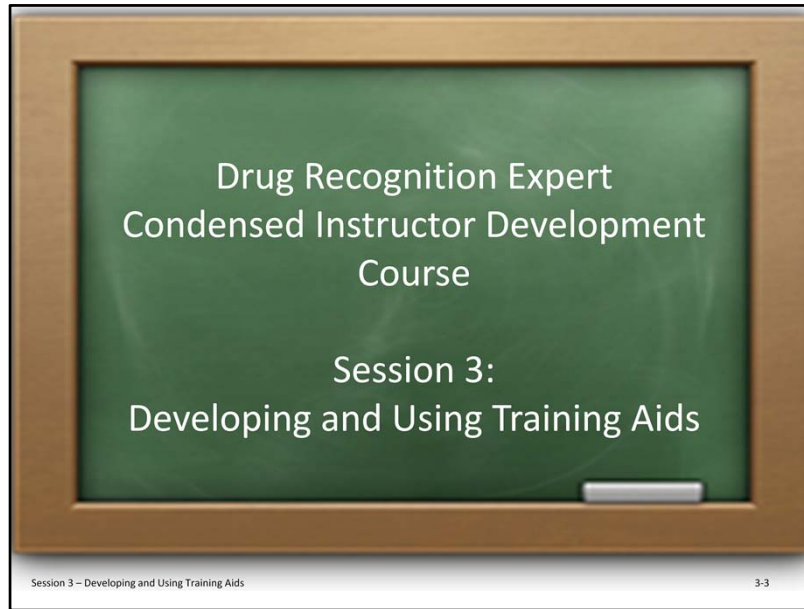 Drug Recognition Expert
Condensed Instructor Development
Course
Session 3:
Developing and Using Training Aids
Session 3 – Developing and Using Training Aids
3-3